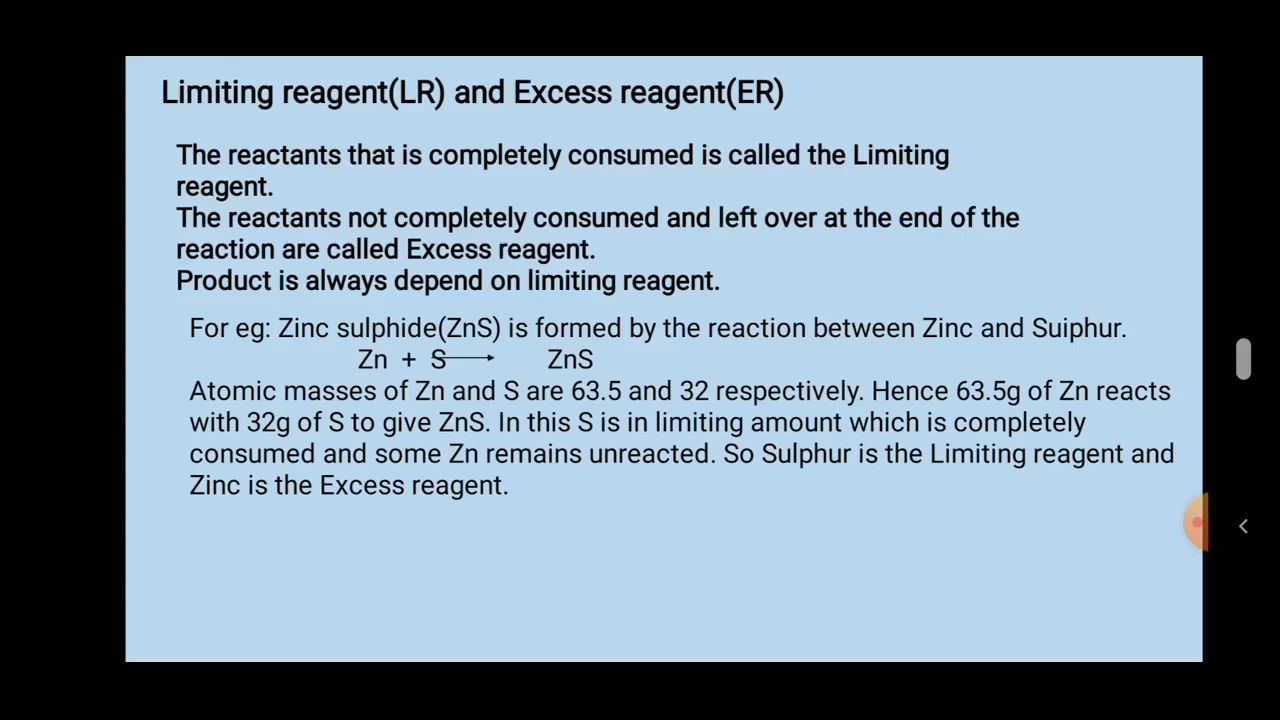 Limiting reagent(LR) and Excess reagent(ER)
The reactants that is completely consumed is called the Limiting
reagent.
The reactants not completely consumed and left over at the end of the
reaction are called Excess reagent.
Product is always depend on limiting reagent.
For eg: Zinc sulphide(ZnS) is formed by the reaction between Zinc and Suiphur.
Zn + S⟶ ZnS
Atomic masses of Zn and S are 63.5 and 32 respectively. Hence 63.5g of Zn reacts
with 32g of S to give ZnS. In this S is in limiting amount which is completely
consumed and some Zn remains unreacted. So Sulphur is the Limiting reagent and
Zinc is the Excess reagent.